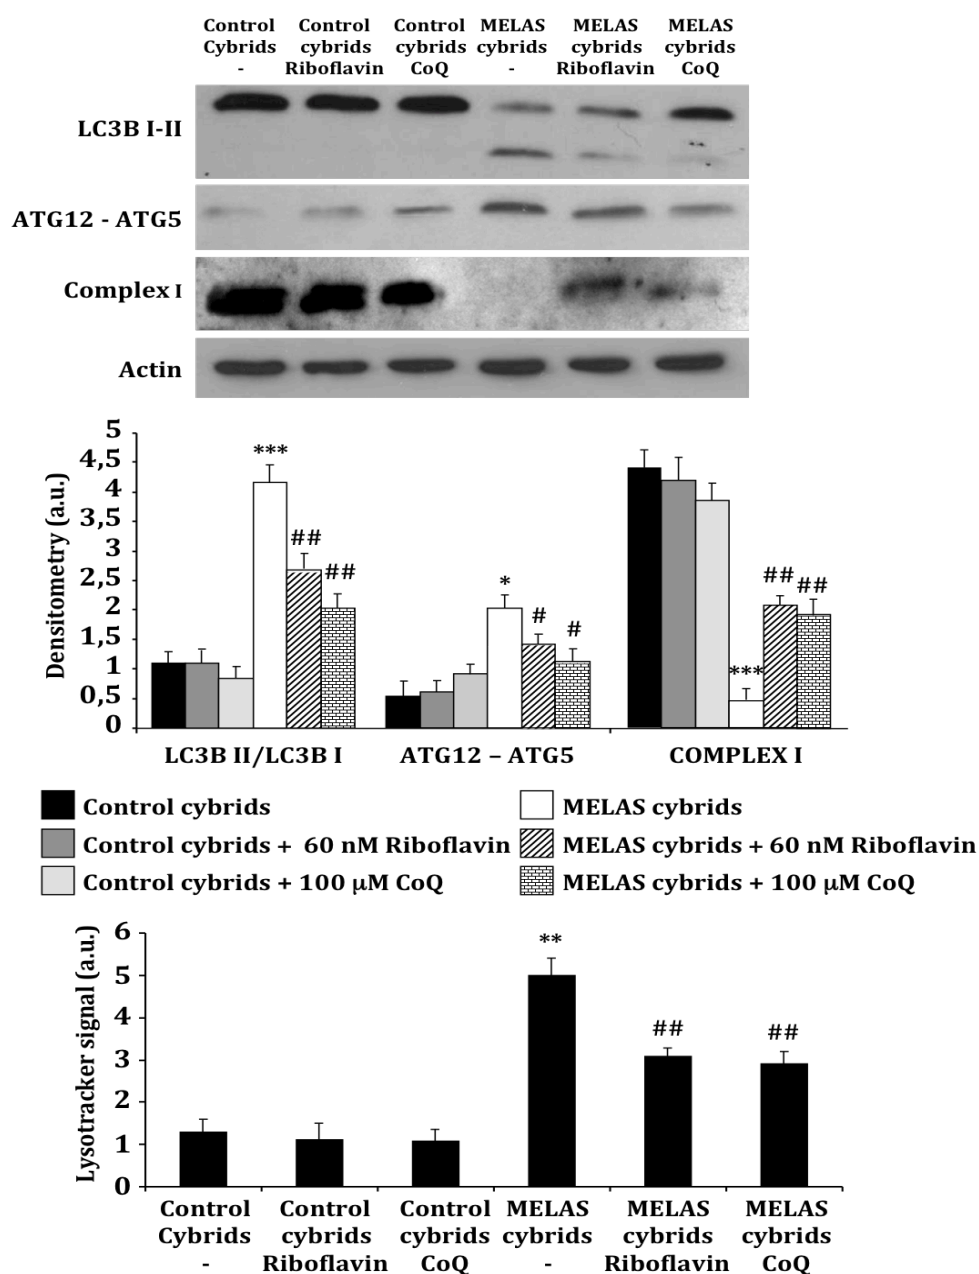 Control Control Control MELAS MELAS MELAS
Cybrids cybrids cybrids cybrids cybrids cybrids
- Riboflavin CoQ - Riboflavin CoQ
LC3B I-II
ATG12 - ATG5
Complex I
Actin
Densitometry (a.u.)
5
4,5
4
3,5
3
2,5
2
1,5
1
0,5
0
***
##
##
*
#
#
***
##
##
LC3B II/LC3B I ATG12 – ATG5 COMPLEX I
Control cybrids MELAS cybrids
Control cybrids + 60 nM Riboflavin MELAS cybrids + 60 nM Riboflavin
Control cybrids + 100 µM CoQ MELAS cybrids + 100 µM CoQ
Lysotracker signal (a.u.)
6
5
4
3
2
1
0
**
##
##
Control Control Control MELAS MELAS MELAS
Cybrids cybrids cybrids cybrids cybrids cybrids
- Riboflavin CoQ - Riboflavin CoQ